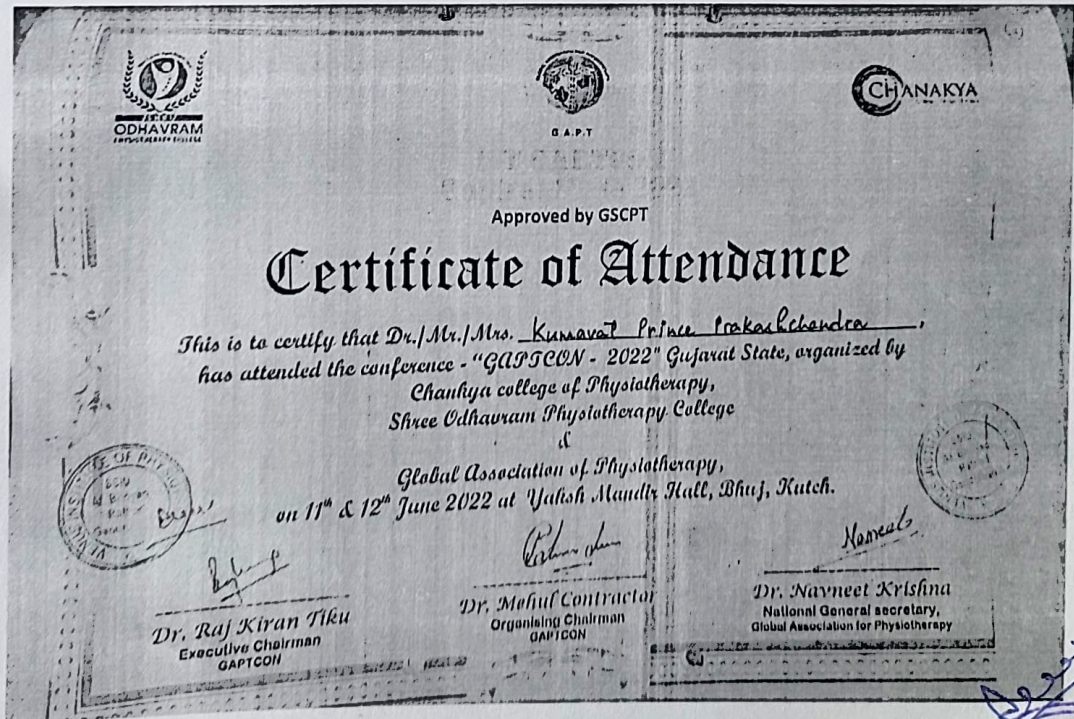 ODHAVRAM
G.A.P.T
CHANAKYA
Approved by GSCPT
Certificate of Attendance
This is to certify that Dr./Mr./Mrs. Kumavat Prince Prakashchandra,
has attended the conference - "GAPTCON - 2022" Gujarat State, organized by
Chankya college of Physiotherapy,
Shree Odhavram Physiotherapy College
&
Global Association of Physiotherapy,
on 11th & 12th June 2022 at Yaksh Mandir Hall, Bhuj, Kutch.
Dr. Raj Kiran Tiku
Executive Chairman
GAPTCON
Dr. Mehul Contractor
Organising Chairman
GAPTCON
Dr. Navneet Krishna
National General secretary,
Global Association for Physiotherapy